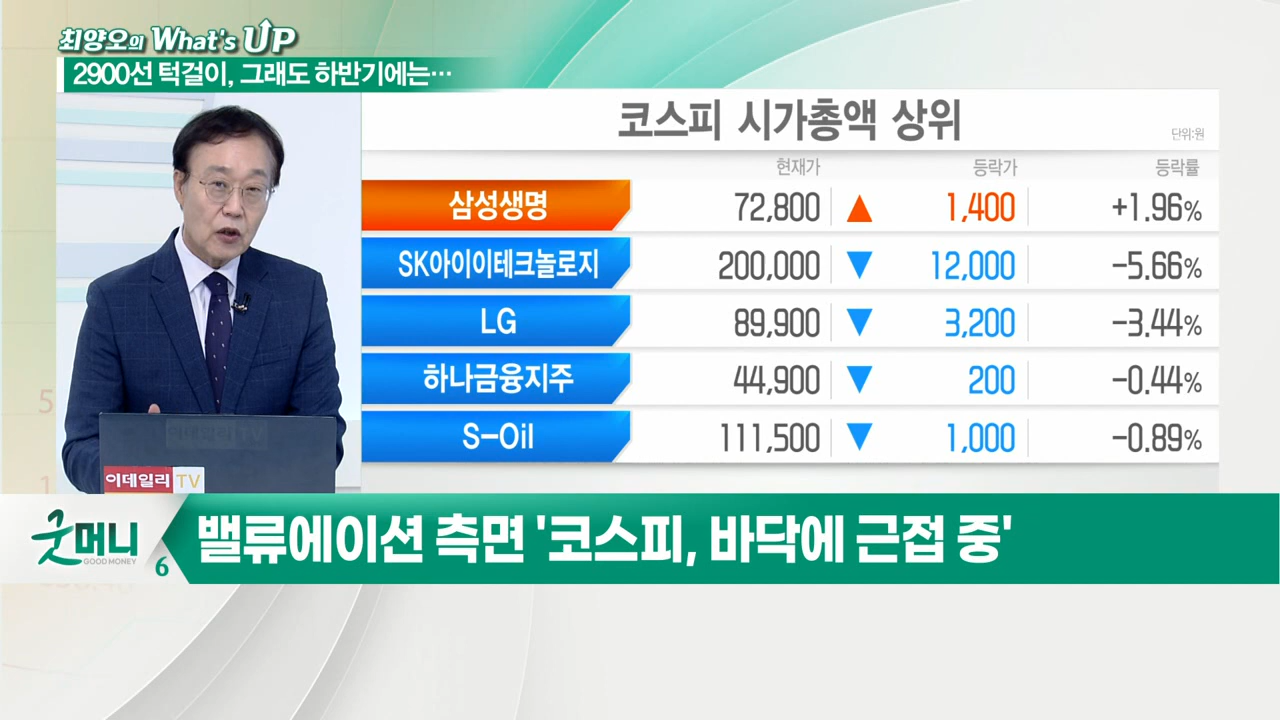 최양오의 What's UP
2900선 턱걸이, 그래도 하반기에는…
코스피 시가총액 상위
단위:원
현재가 등락가 등락률
삼성생명 72,800 ▲ 1,400 +1.96%
SK아이이테크놀로지 200,000 ▼ 12,000 -5.66%
LG 89,900 ▼ 3,200 -3.44%
하나금융지주 44,900 ▼ 200 -0.44%
S-Oil 111,500 ▼ 1,000 -0.89%
이데일리TV
이데일리TV
굿머니
GOOD MONEY
6
밸류에이션 측면 '코스피, 바닥에 근접 중'